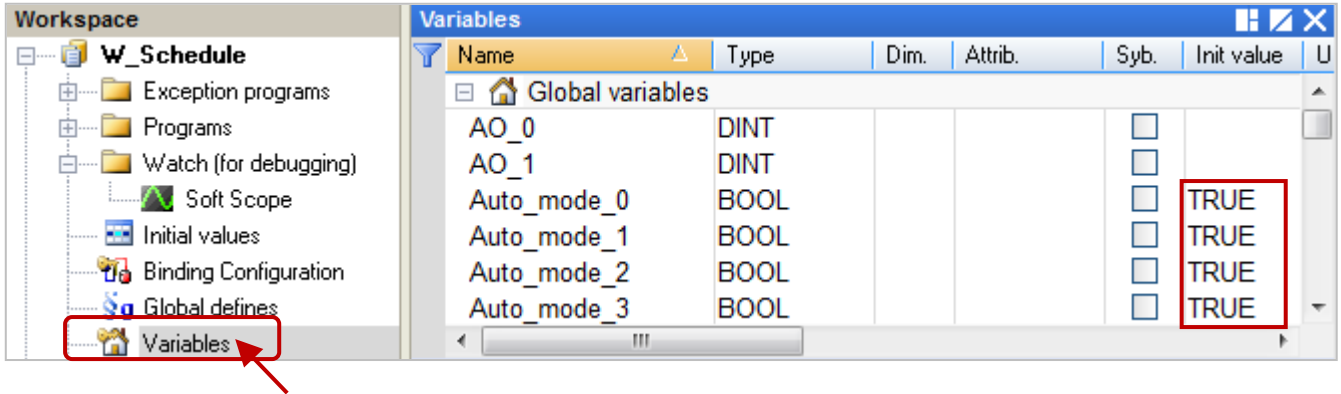 Workspace
W_Schedule
Exception programs
Programs
Watch (for debugging)
Soft Scope
Initial values
Binding Configuration
Global defines
Variables
Variables
Name Type Dim. Attrib. Syb. Init value U
Global variables
AO_0 DINT
AO_1 DINT
Auto_mode_0 BOOL TRUE
Auto_mode_1 BOOL TRUE
Auto_mode_2 BOOL TRUE
Auto_mode_3 BOOL TRUE